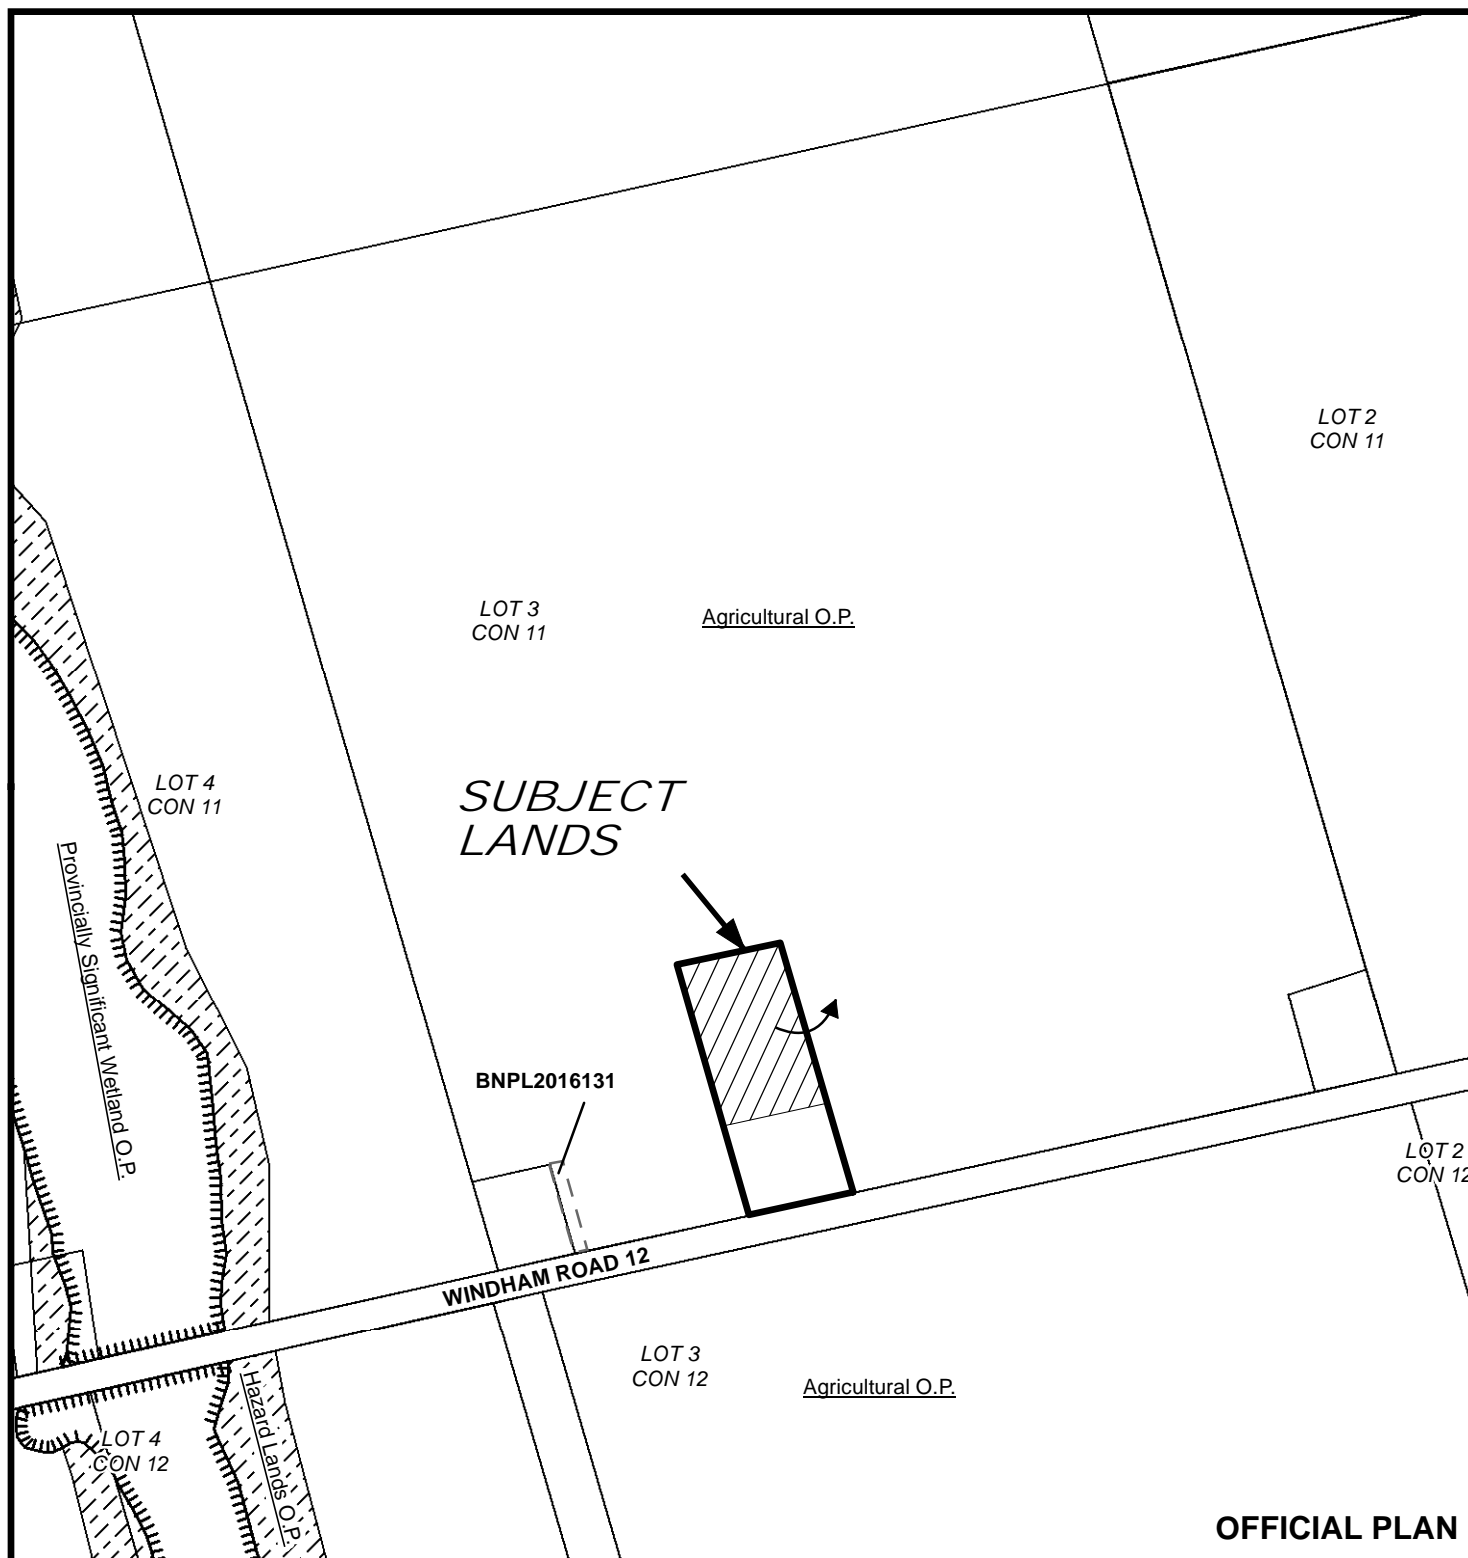 LOT 2
CON 11
LOT 3
CON 11
Agricultural O.P.
LOT 4
CON 11
SUBJECT
LANDS
Provincially Significant Wetland O.P.
BNPL2016131
LOT 2
CON 12
WINDHAM ROAD 12
LOT 3
CON 12
Agricultural O.P.
Hazard Lands O.P.
LOT 4
CON 12
OFFICIAL PLAN